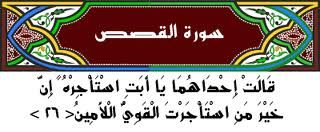 سورة القصص
قَالَتْ إِحْدَاهُمَا يَا أَبَتِ اسْتَأْجِرْهُ إِنَّ
خَيْرَ مَنِ اسْتَأْجَرْتَ الْقَوِيُّ الْأَمِينُ< ٢٦ >